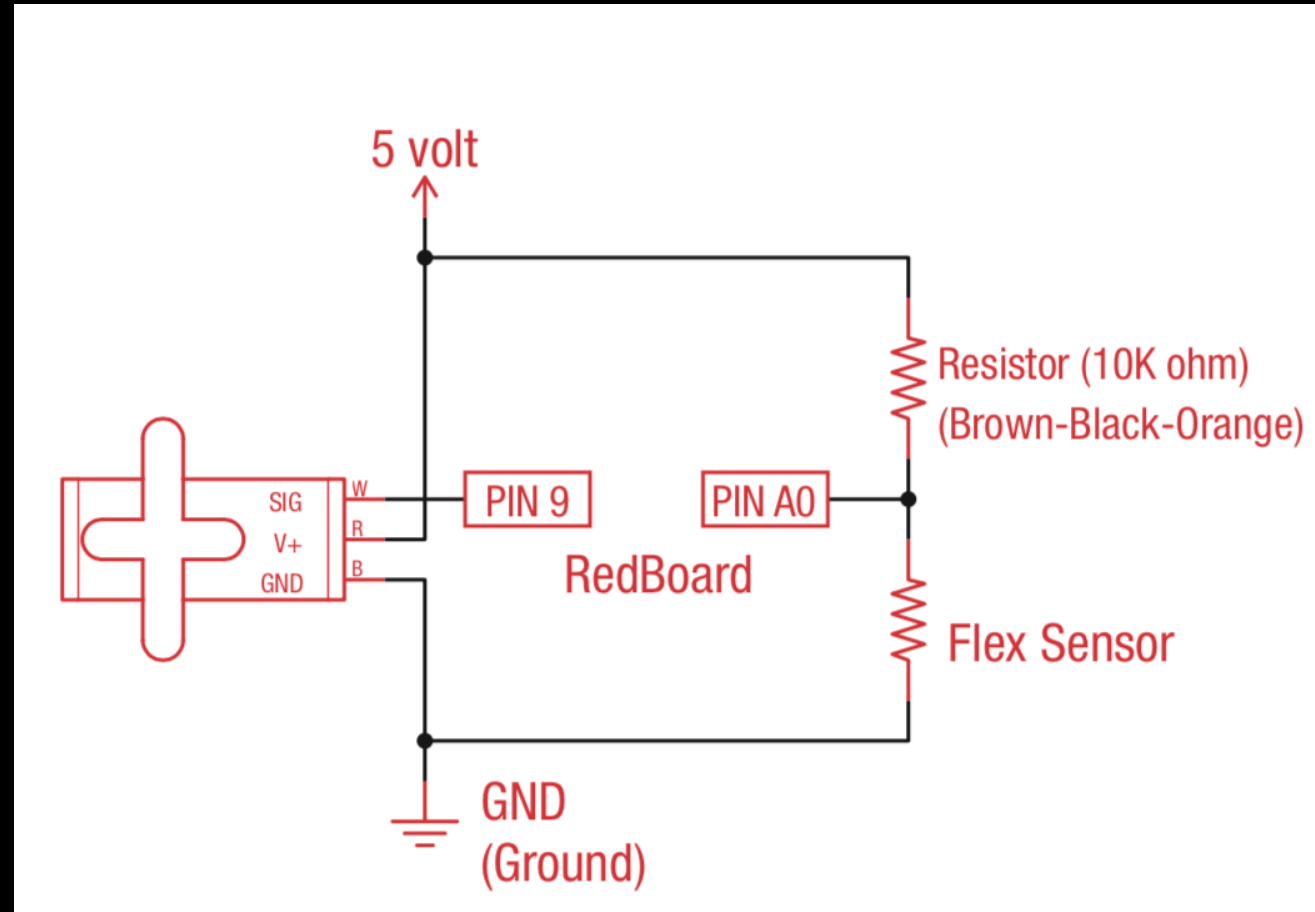 5 volt
Resistor (10K ohm)
(Brown-Black-Orange)
W
SIG
PIN 9
PIN A0
R
V+
RedBoard
B
GND
Flex Sensor
GND
(Ground)